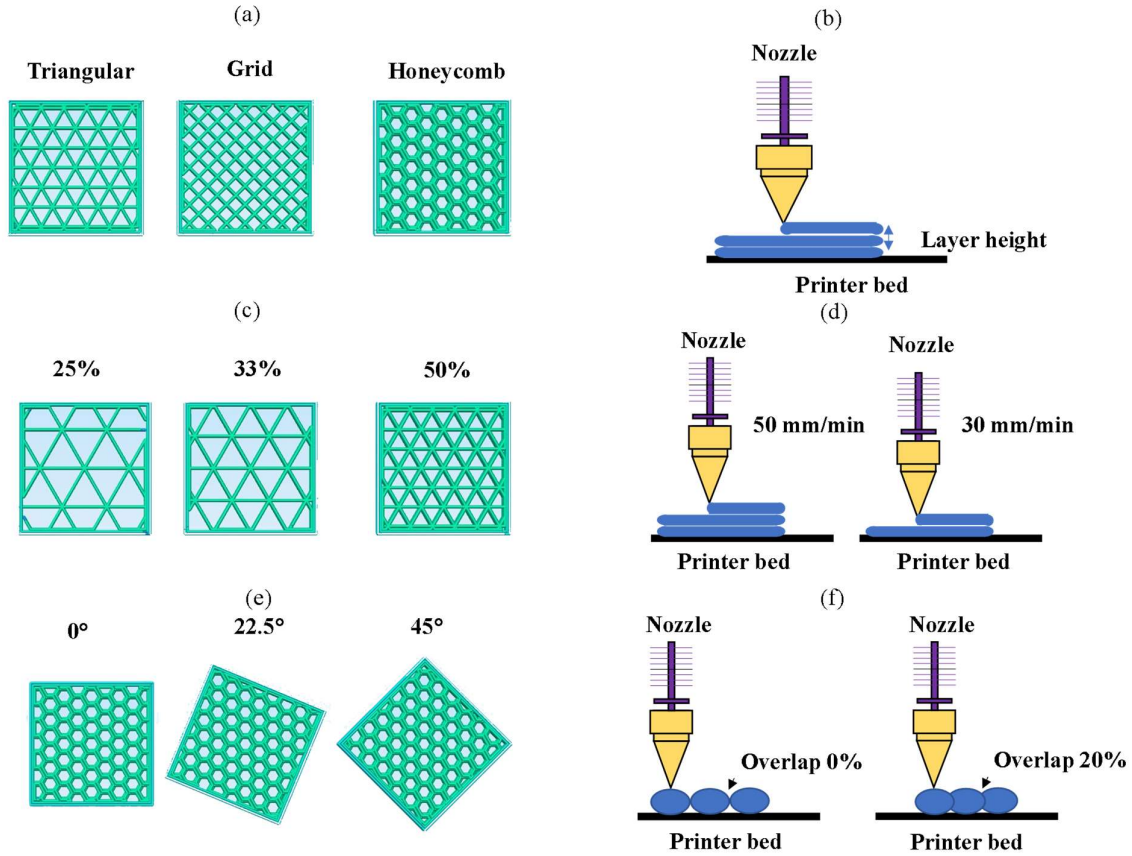 (a)
Triangular
Grid
Honeycomb
(b)
Nozzle
Layer height
Printer bed
(c)
25%
33%
50%
(d)
Nozzle
50 mm/min
Printer bed
Nozzle
30 mm/min
Printer bed
(e)
0°
22.5°
45°
(f)
Nozzle
Overlap 0%
Printer bed
Nozzle
Overlap 20%
Printer bed